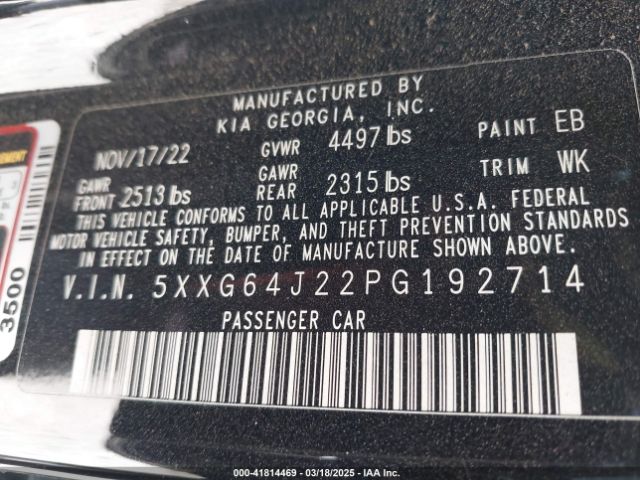 MANUFACTURED BY
KIA GEORGIA, INC.
NOV/17/22 GVWR 4497 lbs PAINT EB
GAWR FRONT 2513 lbs GAWR REAR 2315 lbs TRIM WK
THIS VEHICLE CONFORMS TO ALL APPLICABLE U.S.A. FEDERAL
MOTOR VEHICLE SAFETY, BUMPER, AND THEFT PREVENTION STANDARDS
IN EFFECT ON THE DATE OF MANUFACTURE SHOWN ABOVE.
V.I.N. 5XXG64J22PG192714
PASSENGER CAR
3500
000-41814469 — 03/18/2025 — IAA Inc.